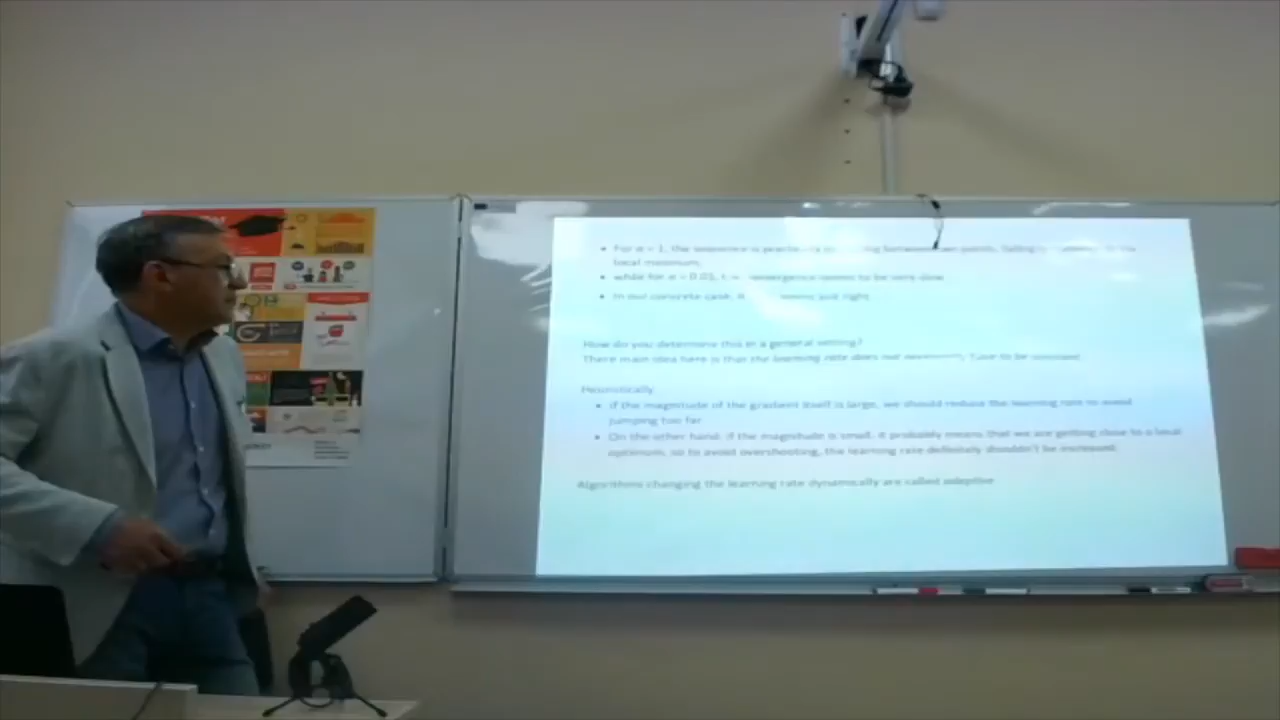 For α = 1, the sequence is practically between two points, failing to
local minimum,
while for α = 0.01, convergence seems to be very slow
In our concrete case, seems just right
How do you determine this in a general setting?
There main idea here is that the learning rate does not necessarily have to be constant.
Heuristically
if the magnitude of the gradient itself is large, we should reduce the learning rate to avoid
jumping too far
On the other hand, if the magnitude is small, it probably means that we are getting close to a local
optimum, so to avoid overshooting, the learning rate definitely shouldn't be increased.
Algorithms changing the learning rate dynamically are called adaptive